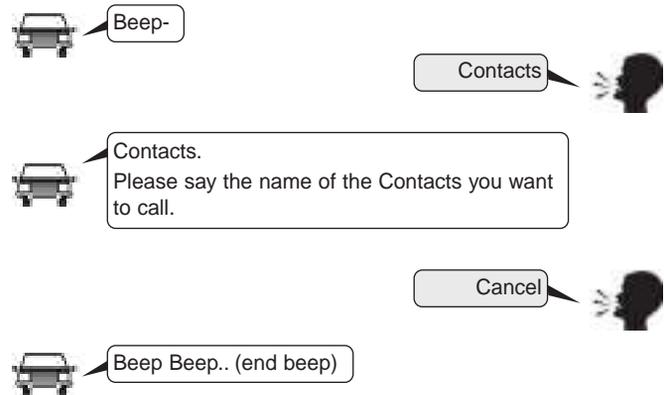 Beep-
Contacts
Contacts.
Please say the name of the Contacts you want
to call.
Cancel
Beep Beep.. (end beep)